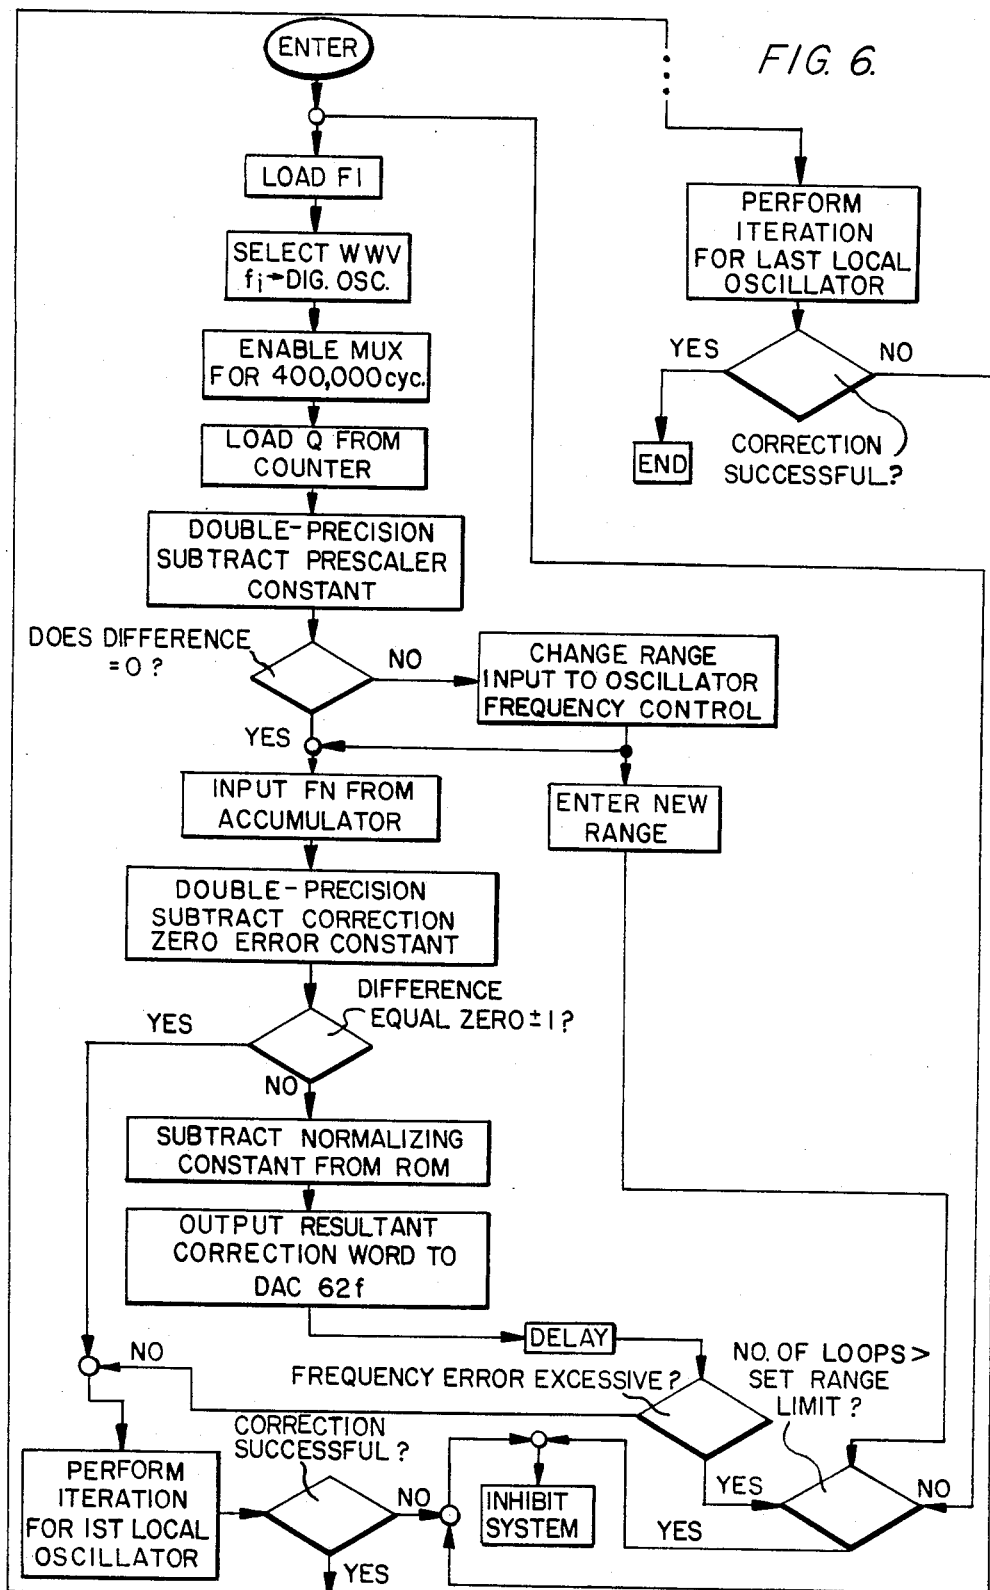 ENTER
FIG. 6.
LOAD FI
SELECT WWV
fi→DIG. OSC.
ENABLE MUX
FOR 400,000cyc.
LOAD Q FROM
COUNTER
DOUBLE-PRECISION
SUBTRACT PRESCALER
CONSTANT
DOES DIFFERENCE
=0?
NO
YES
CHANGE RANGE
INPUT TO OSCILLATOR
FREQUENCY CONTROL
ENTER NEW
RANGE
INPUT FN FROM
ACCUMULATOR
DOUBLE-PRECISION
SUBTRACT CORRECTION
ZERO ERROR CONSTANT
DIFFERENCE
EQUAL ZERO±1?
YES
NO
SUBTRACT NORMALIZING
CONSTANT FROM ROM
OUTPUT RESULTANT
CORRECTION WORD TO
DAC 62f
DELAY
FREQUENCY ERROR EXCESSIVE?
NO
YES
NO. OF LOOPS>
SET RANGE
LIMIT?
NO
YES
INHIBIT
SYSTEM
PERFORM
ITERATION
FOR 1ST LOCAL
OSCILLATOR
CORRECTION
SUCCESSFUL?
NO
YES
PERFORM
ITERATION
FOR LAST LOCAL
OSCILLATOR
YES
NO
CORRECTION
SUCCESSFUL?
END